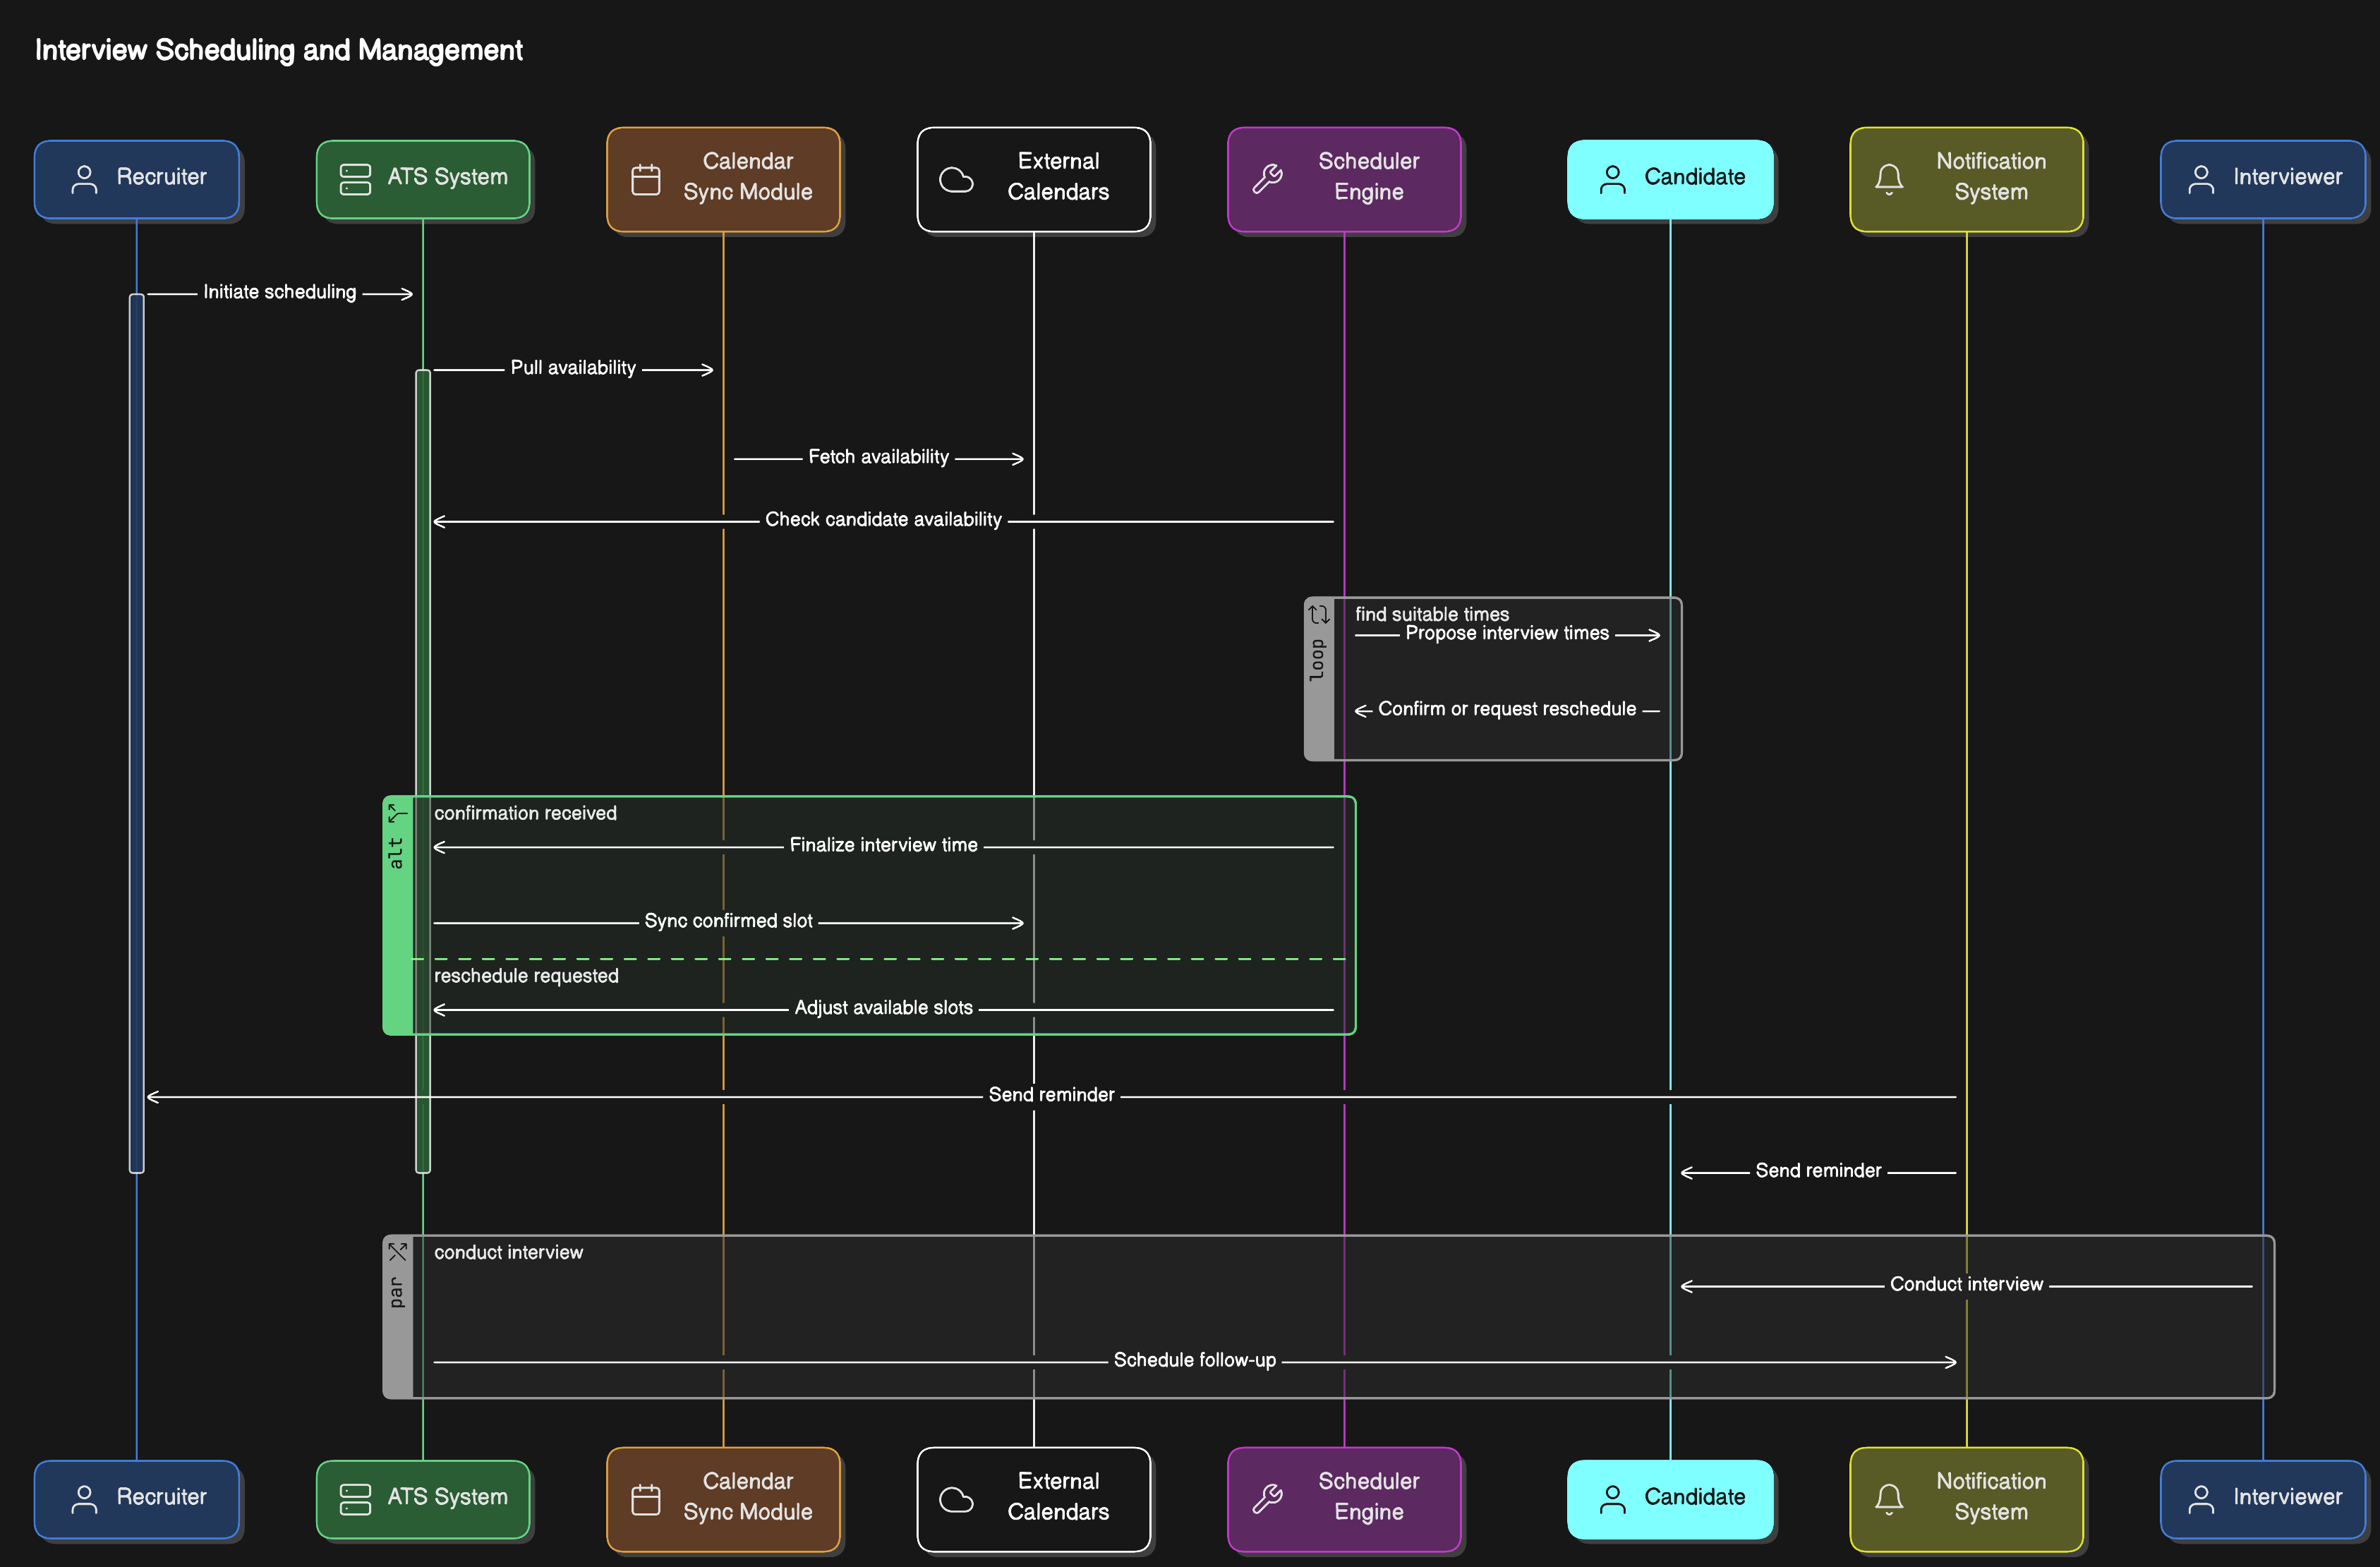 Interview Scheduling and Management
Recruiter
ATS System
Calendar
Sync Module
External
Calendars
Scheduler
Engine
Candidate
Notification
System
Interviewer
Initiate scheduling
Pull availability
Fetch availability
Check candidate availability
loop
find suitable times
Propose interview times
Confirm or request reschedule
alt
confirmation received
Finalize interview time
Sync confirmed slot
reschedule requested
Adjust available slots
Send reminder
Send reminder
par
conduct interview
Conduct interview
Schedule follow-up
Recruiter
ATS System
Calendar
Sync Module
External
Calendars
Scheduler
Engine
Candidate
Notification
System
Interviewer